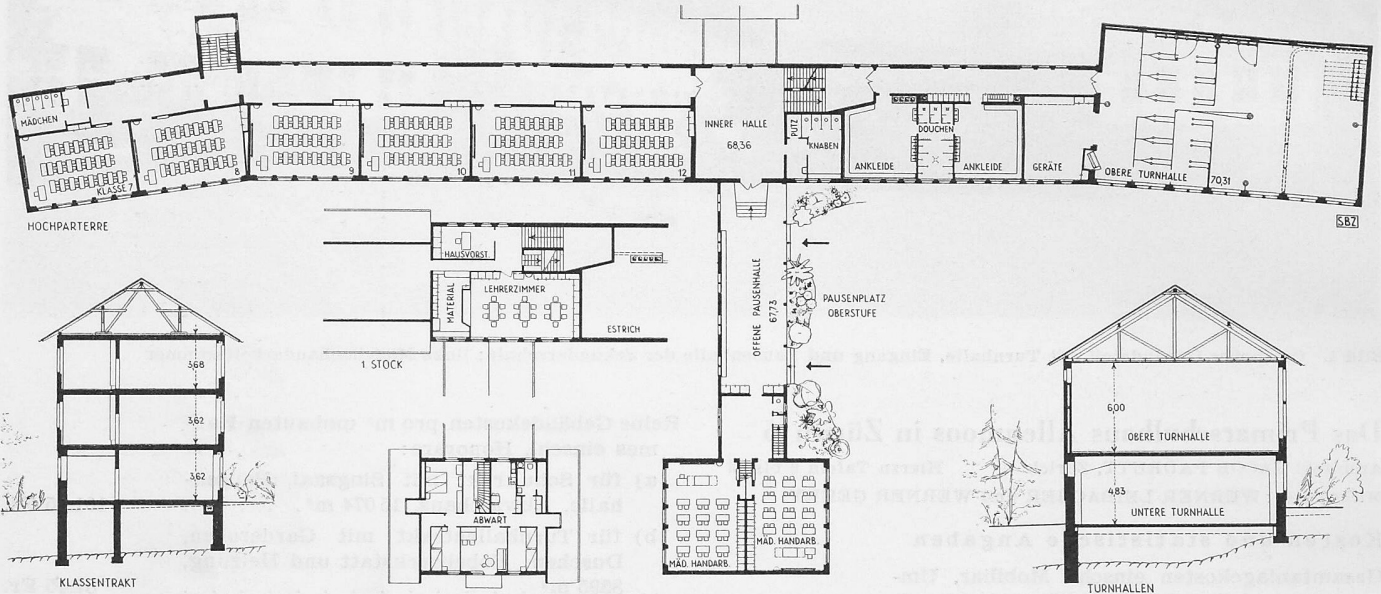 MÄDCHEN
KLASSE 7
8
9
10
11
12
INNERE HALLE
68,36
PUTZ
KNABEN
DOUCHEN
ANKLEIDE
ANKLEIDE
GERÄTE
OBERE TURNHALLE 70,31
SBZ
HOCHPARTERRE
HAUSVORST.
MATERIAL
LEHRERZIMMER
ESTRICH
1 STOCK
OFFENE PAUSENHALLE
67,73
PAUSENPLATZ
OBERSTUFE
3,68
3,62
3,62
KLASSENTRAKT
ABWART
MÄD. HANDARB.
MÄD. HANDARB.
6,00
OBERE TURNHALLE
4,83
UNTERE TURNHALLE
TURNHALLEN